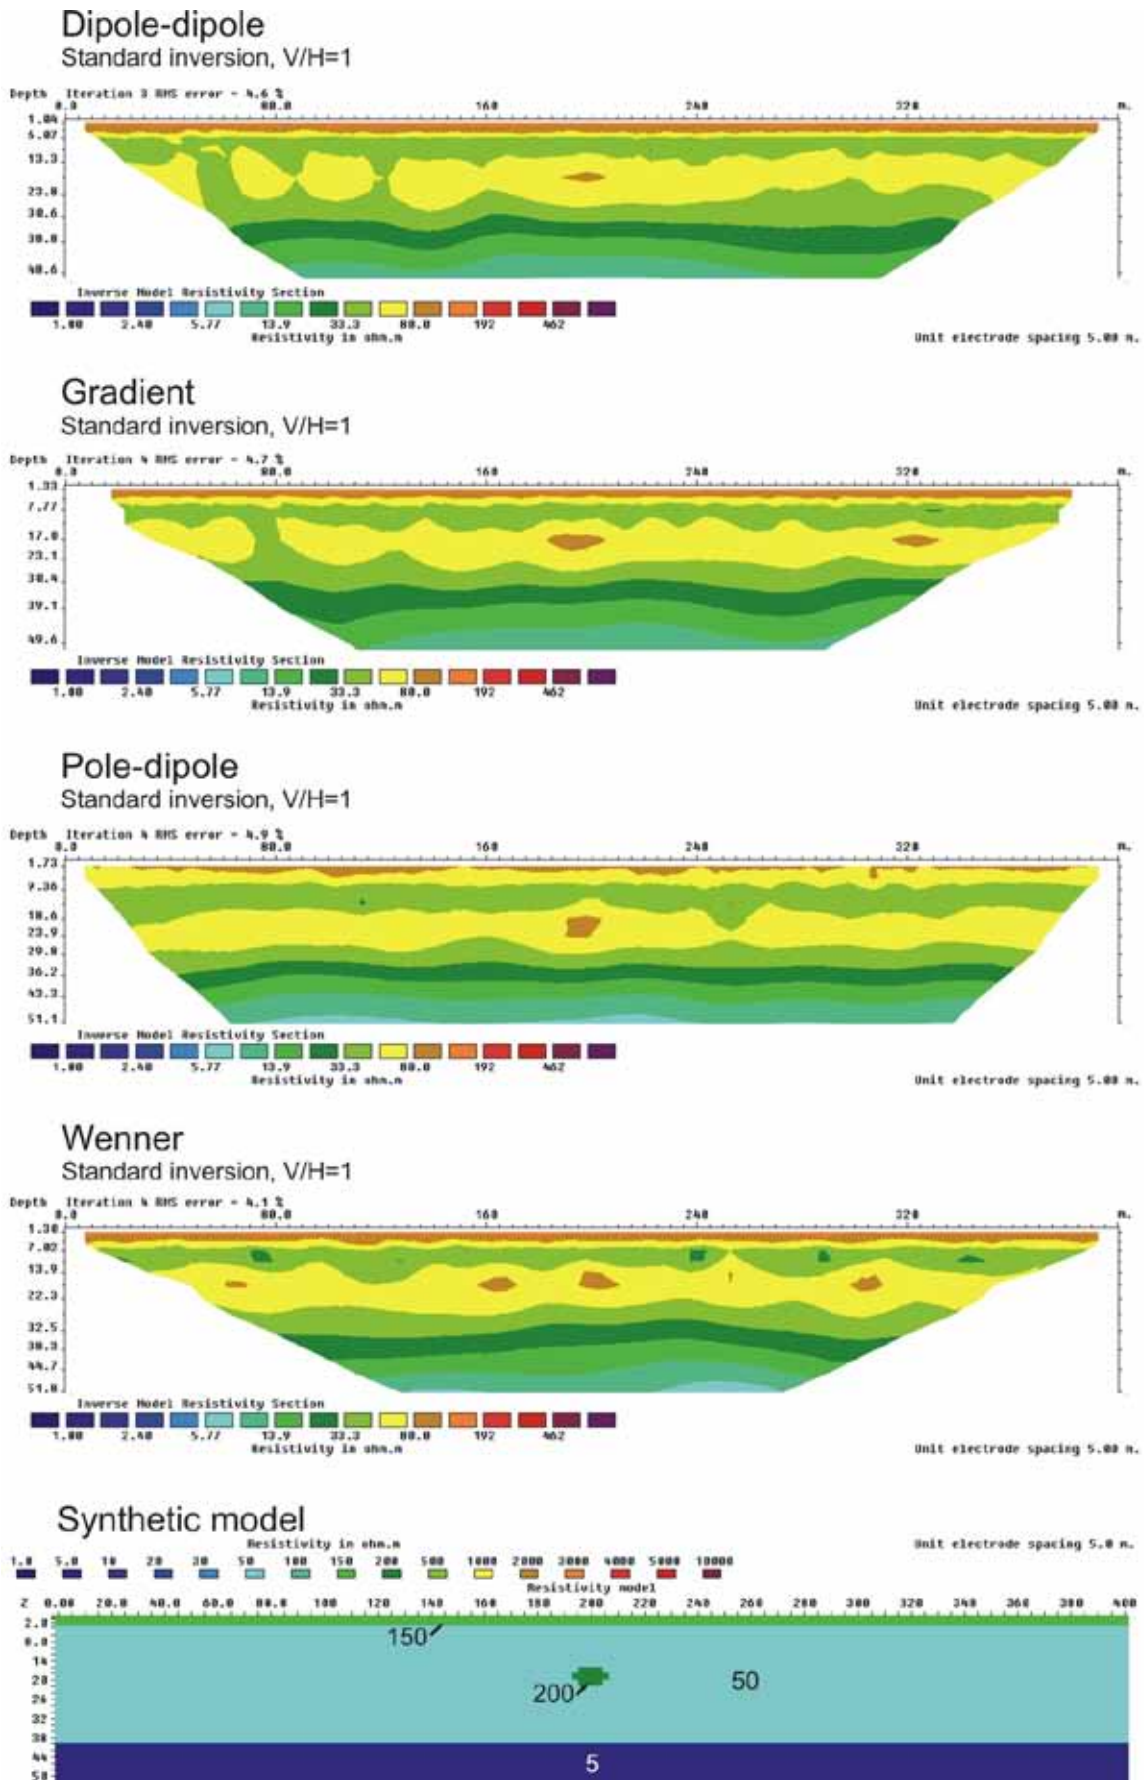 Dipole-dipole
Standard inversion, V/H=1
Depth Iteration 3 RMS error = 4.6 %
0.0 80.0 160 240 320 m.
1.04
5.07
13.3
23.0
30.6
38.8
48.6
Inverse Model Resistivity Section
1.00 2.40 5.77 13.9 33.3 80.0 192 462
Resistivity in ohm.m
Unit electrode spacing 5.00 m.
Gradient
Standard inversion, V/H=1
Depth Iteration 4 RMS error = 4.7 %
0.0 80.0 160 240 320 m.
1.33
7.77
17.0
23.1
30.4
39.1
49.6
Inverse Model Resistivity Section
1.00 2.40 5.77 13.9 33.3 80.0 192 462
Resistivity in ohm.m
Unit electrode spacing 5.00 m.
Pole-dipole
Standard inversion, V/H=1
Depth Iteration 4 RMS error = 4.9 %
0.0 80.0 160 240 320 m.
1.73
9.36
18.6
23.9
29.8
36.2
43.3
51.1
Inverse Model Resistivity Section
1.00 2.40 5.77 13.9 33.3 80.0 192 462
Resistivity in ohm.m
Unit electrode spacing 5.00 m.
Wenner
Standard inversion, V/H=1
Depth Iteration 4 RMS error = 4.1 %
0.0 80.0 160 240 320 m.
1.30
7.02
13.9
22.3
32.5
38.3
44.7
51.8
Inverse Model Resistivity Section
1.00 2.40 5.77 13.9 33.3 80.0 192 462
Resistivity in ohm.m
Unit electrode spacing 5.00 m.
Synthetic model
Resistivity in ohm.m
Unit electrode spacing 5.0 m.
1.0 5.0 10 20 30 50 100 150 200 500 1000 2000 3000 4000 5000 10000
Resistivity model
Z 0.00 20.0 40.0 60.0 80.0 100 120 140 160 180 200 220 240 260 280 300 320 340 360 380 400
2.0
8.0
14
20
26
32
38
44
50
150
200
50
5